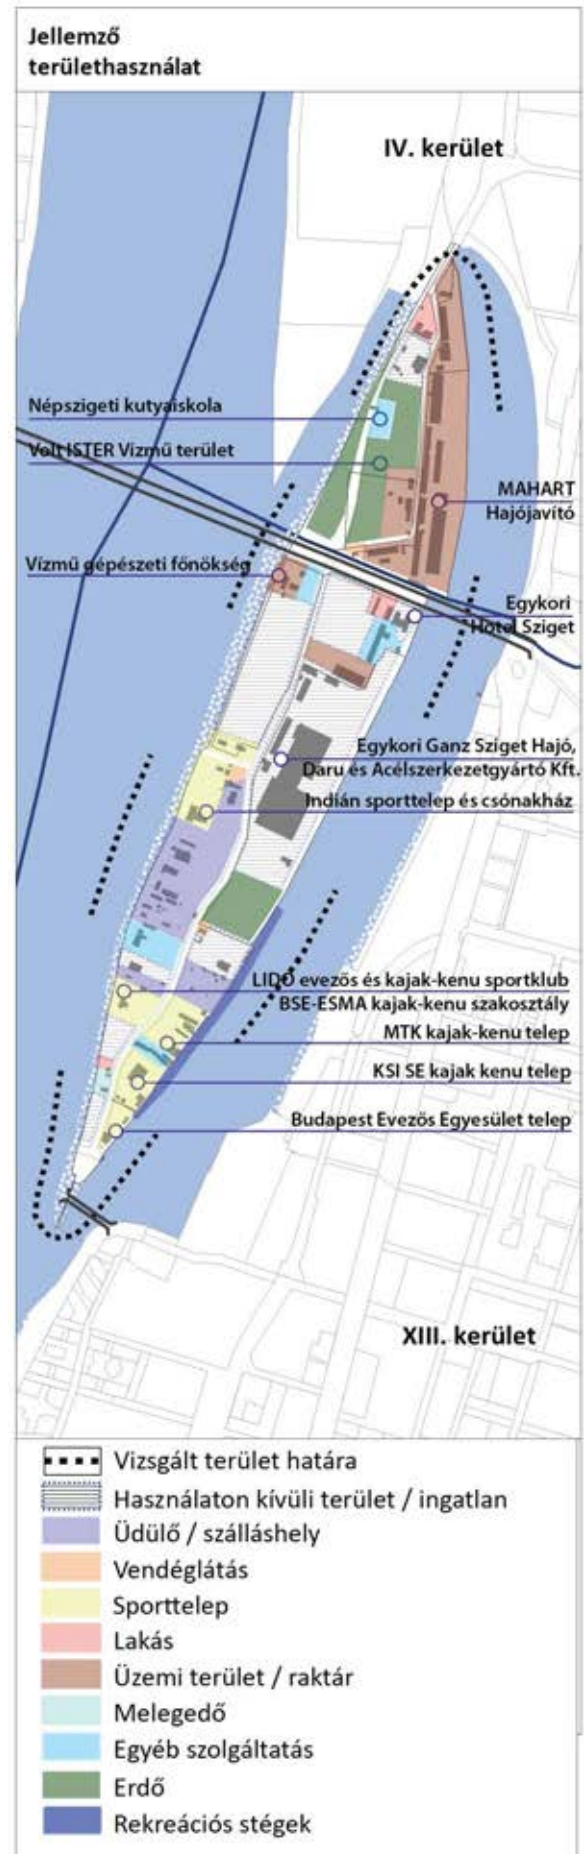 Jellemző
területhasználat
IV. kerület
Népszigeti kutyaiskola
Volt ISTER Vízmű terület
MAHART
Hajójavító
Vízmű gépészeti főnökség
Egykori
Hotel Sziget
Egykori Ganz Sziget Hajó,
Daru és Acélszerkezetgyártó Kft.
Indián sporttelep és csónakház
LIDO evezős és kajak-kenu sportklub
BSE-ESMA kajak-kenu szakosztály
MTK kajak-kenu telep
KSI SE kajak kenu telep
Budapest Evezős Egyesület telep
XIII. kerület
Vizsgált terület határa
Használaton kívüli terület / ingatlan
Üdülő / szálláshely
Vendéglátás
Sporttelep
Lakás
Üzemi terület / raktár
Melegedő
Egyéb szolgáltatás
Erdő
Rekreációs stégek